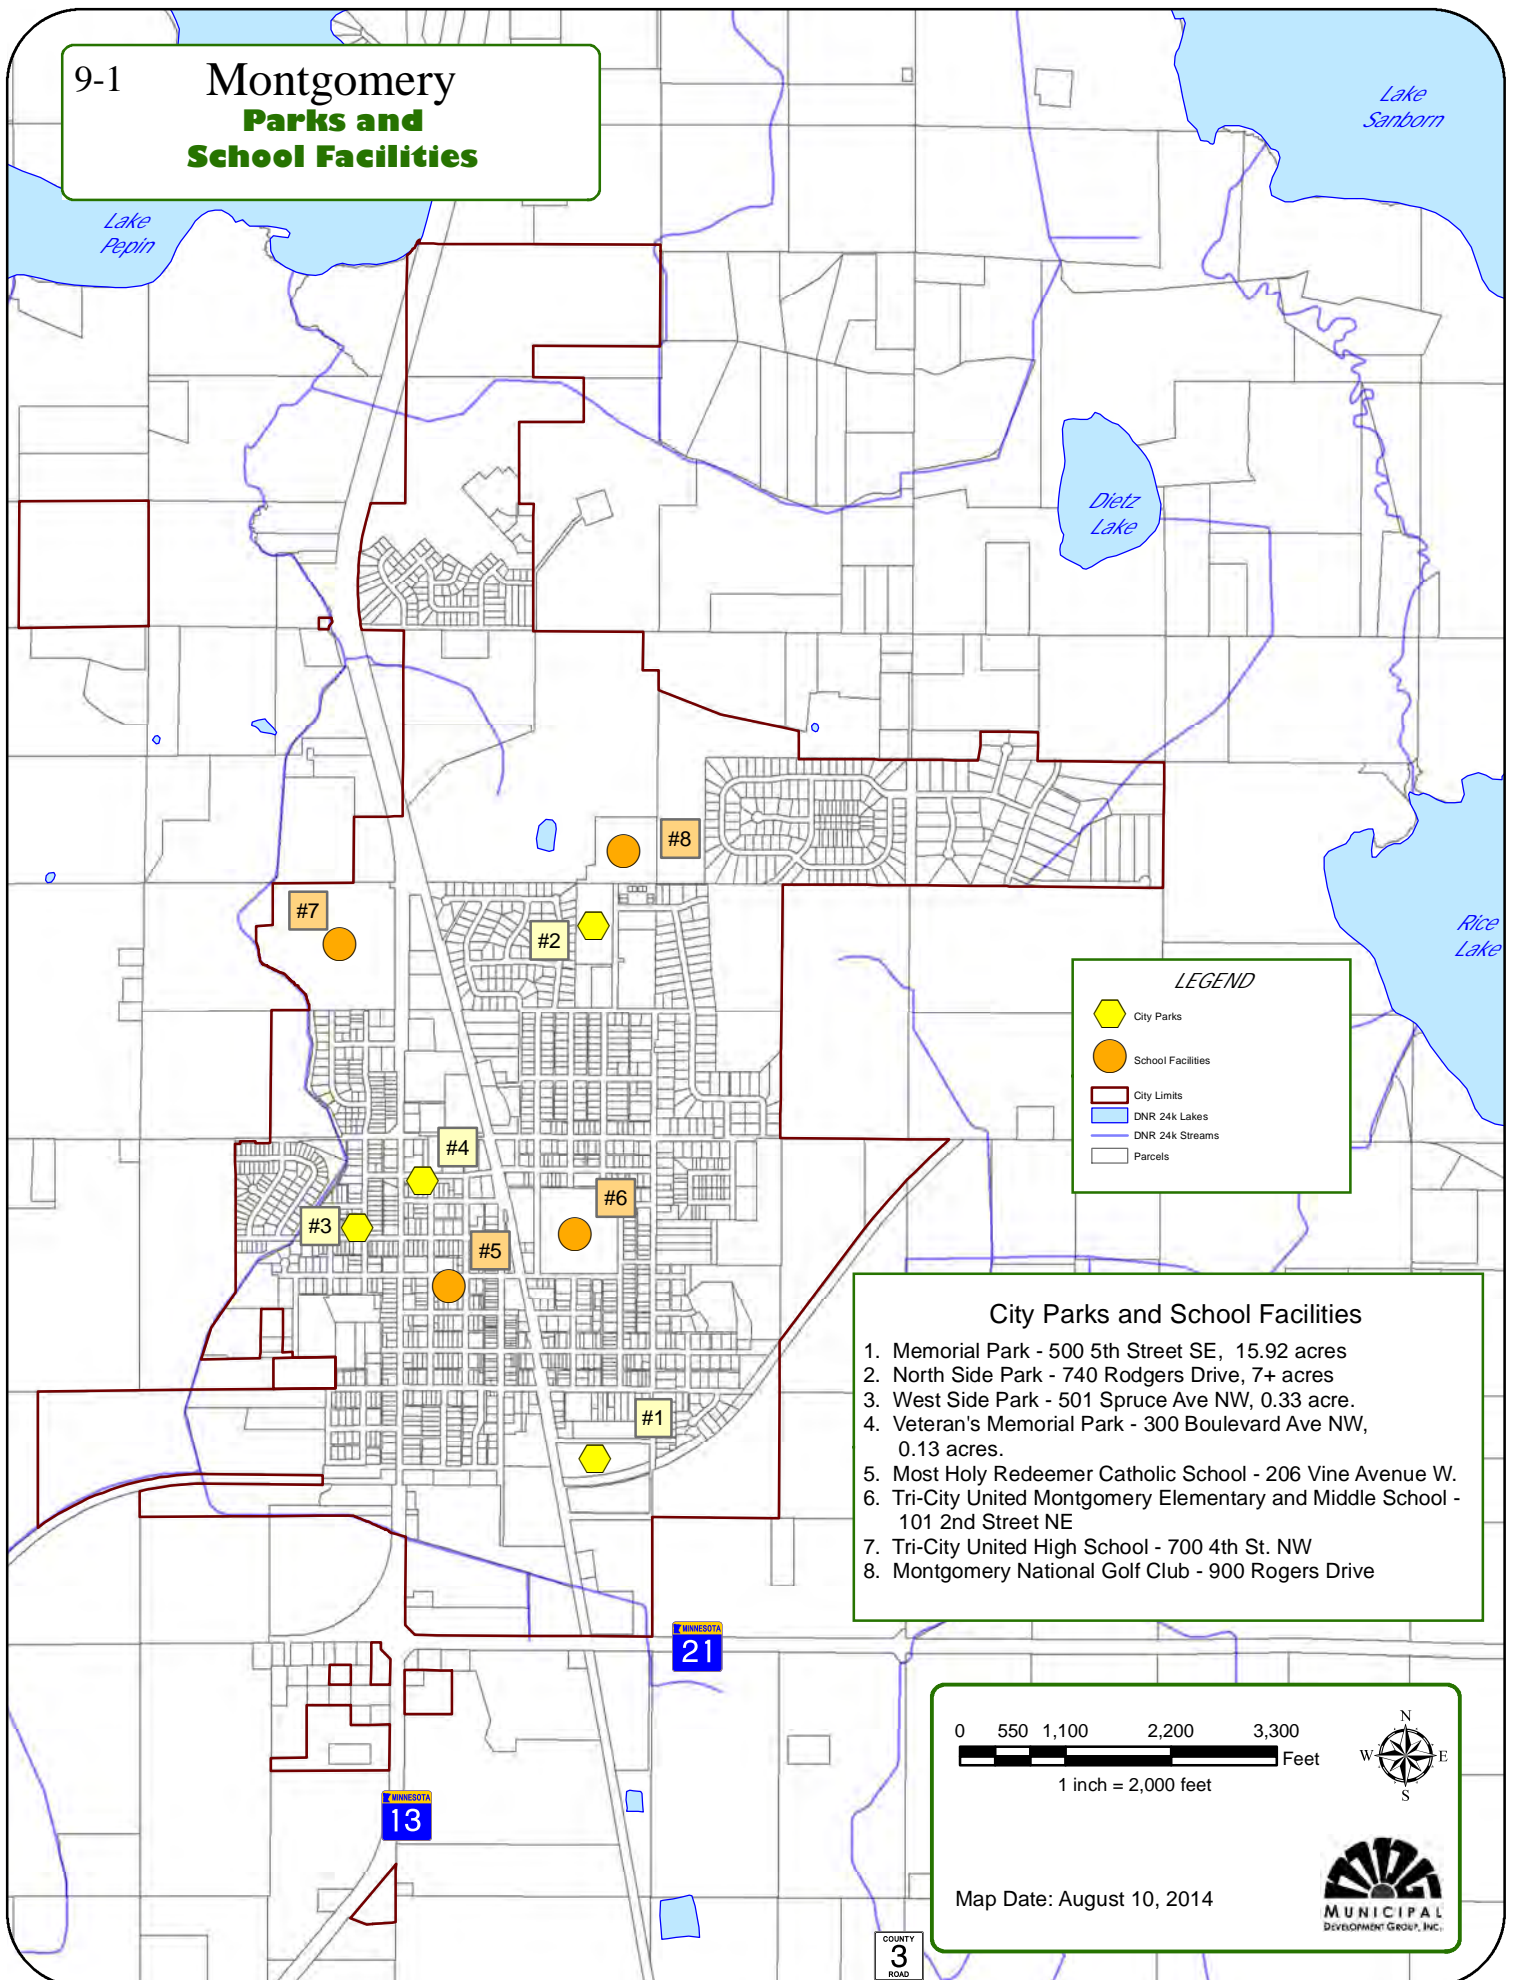 9-1 Montgomery
Parks and
School Facilities
Lake
Sanborn
Lake
Pepin
Dietz
Lake
#8
#7
#2
Rice
Lake
LEGEND
City Parks
School Facilities
City Limits
DNR 24k Lakes
DNR 24k Streams
Parcels
#4
#6
#3
#5
City Parks and School Facilities
1. Memorial Park - 500 5th Street SE, 15.92 acres
2. North Side Park - 740 Rodgers Drive, 7+ acres
3. West Side Park - 501 Spruce Ave NW, 0.33 acre.
4. Veteran's Memorial Park - 300 Boulevard Ave NW,
0.13 acres.
5. Most Holy Redeemer Catholic School - 206 Vine Avenue W.
6. Tri-City United Montgomery Elementary and Middle School -
101 2nd Street NE
7. Tri-City United High School - 700 4th St. NW
8. Montgomery National Golf Club - 900 Rogers Drive
#1
MINNESOTA
21
0 550 1,100 2,200 3,300
Feet
1 inch = 2,000 feet
N
W E
S
MINNESOTA
13
Map Date: August 10, 2014
MUNICIPAL
DEVELOPMENT GROUP, INC.
COUNTY
3
ROAD